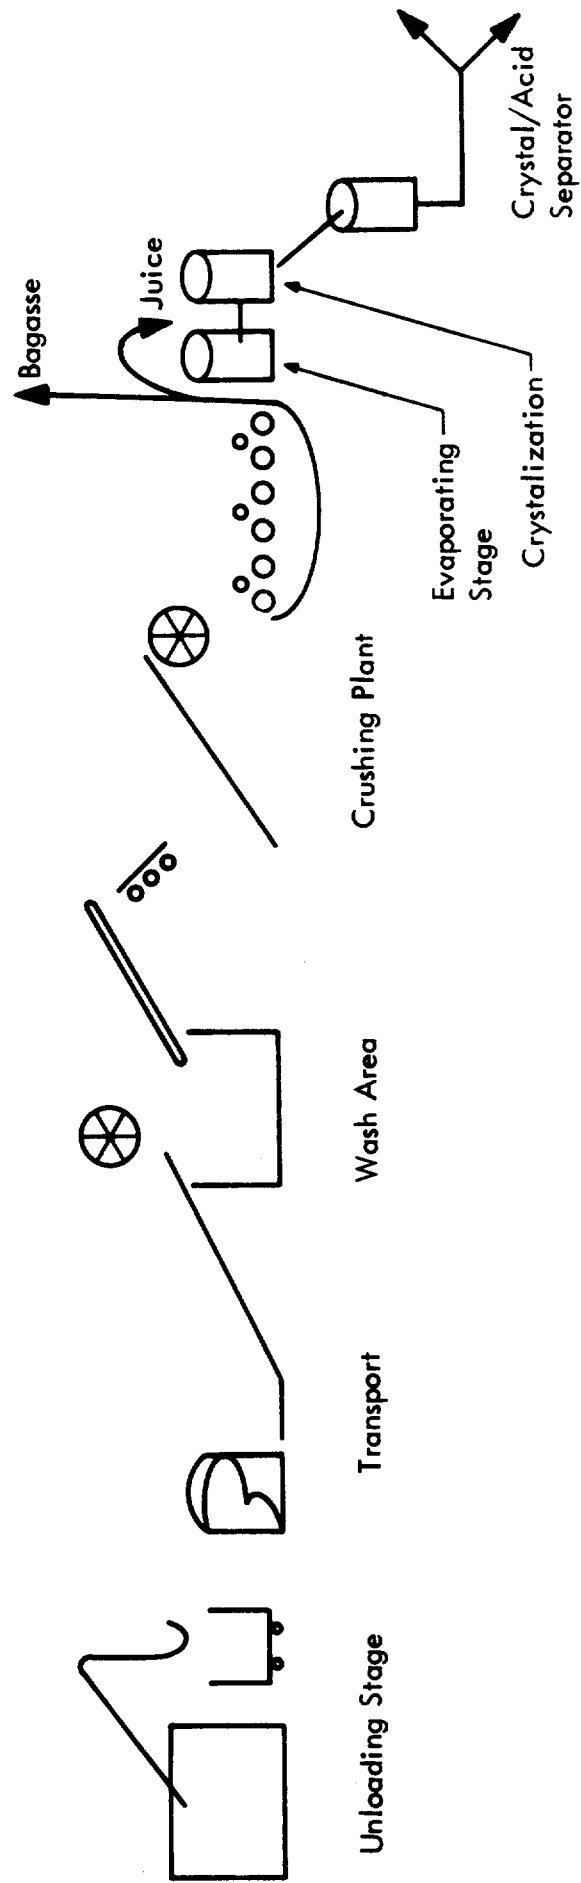 Unloading Stage
Transport
Wash Area
Crushing Plant
Evaporating
Stage
Crystalization
Bagasse
Juice
Crystal/Acid
Separator